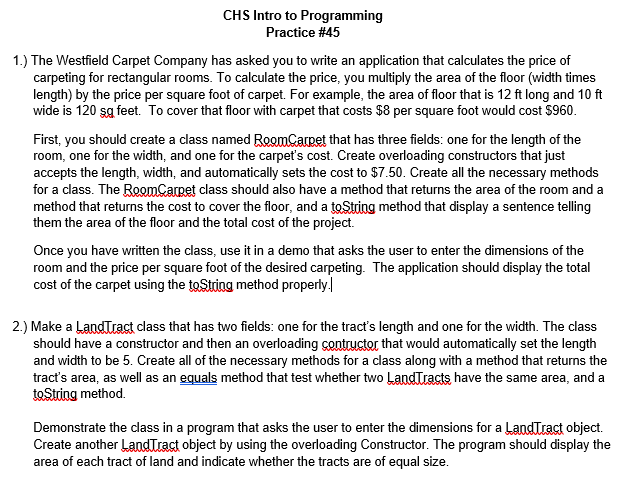 CHS Intro to Programming
Practice #45
1.) The Westfield Carpet Company has asked you to write an application that calculates the price of
carpeting for rectangular rooms. To calculate the price, you multiply the area of the floor (width times
length) by the price per square foot of carpet. For example, the area of floor that is 12 ft long and 10 ft
wide is 120 sq feet. To cover that floor with carpet that costs $8 per square foot would cost $960.
First, you should create a class named RoomCarpet that has three fields: one for the length of the
room, one for the width, and one for the carpet's cost. Create overloading constructors that just
accepts the length, width, and automatically sets the cost to $7.50. Create all the necessary methods
for a class. The RoomCarpet class should also have a method that returns the area of the room and a
method that returns the cost to cover the floor, and a toString method that display a sentence telling
them the area of the floor and the total cost of the project.
Once you have written the class, use it in a demo that asks the user to enter the dimensions of the
room and the price per square foot of the desired carpeting. The application should display the total
cost of the carpet using the toString method properly.
2.) Make a LandTract class that has two fields: one for the tract's length and one for the width. The class
should have a constructor and then an overloading contructor that would automatically set the length
and width to be 5. Create all of the necessary methods for a class along with a method that returns the
tract's area, as well as an equals method that test whether two LandTracts have the same area, and a
toString method.
Demonstrate the class in a program that asks the user to enter the dimensions for a LandTract object.
Create another LandTract object by using the overloading Constructor. The program should display the
area of each tract of land and indicate whether the tracts are of equal size.